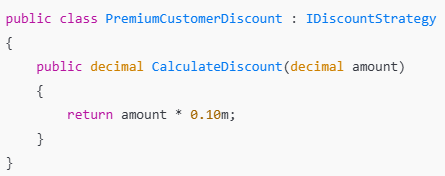 public class PremiumCustomerDiscount : IDiscountStrategy
{
    public decimal CalculateDiscount(decimal amount)
    {
        return amount * 0.10m;
    }
}